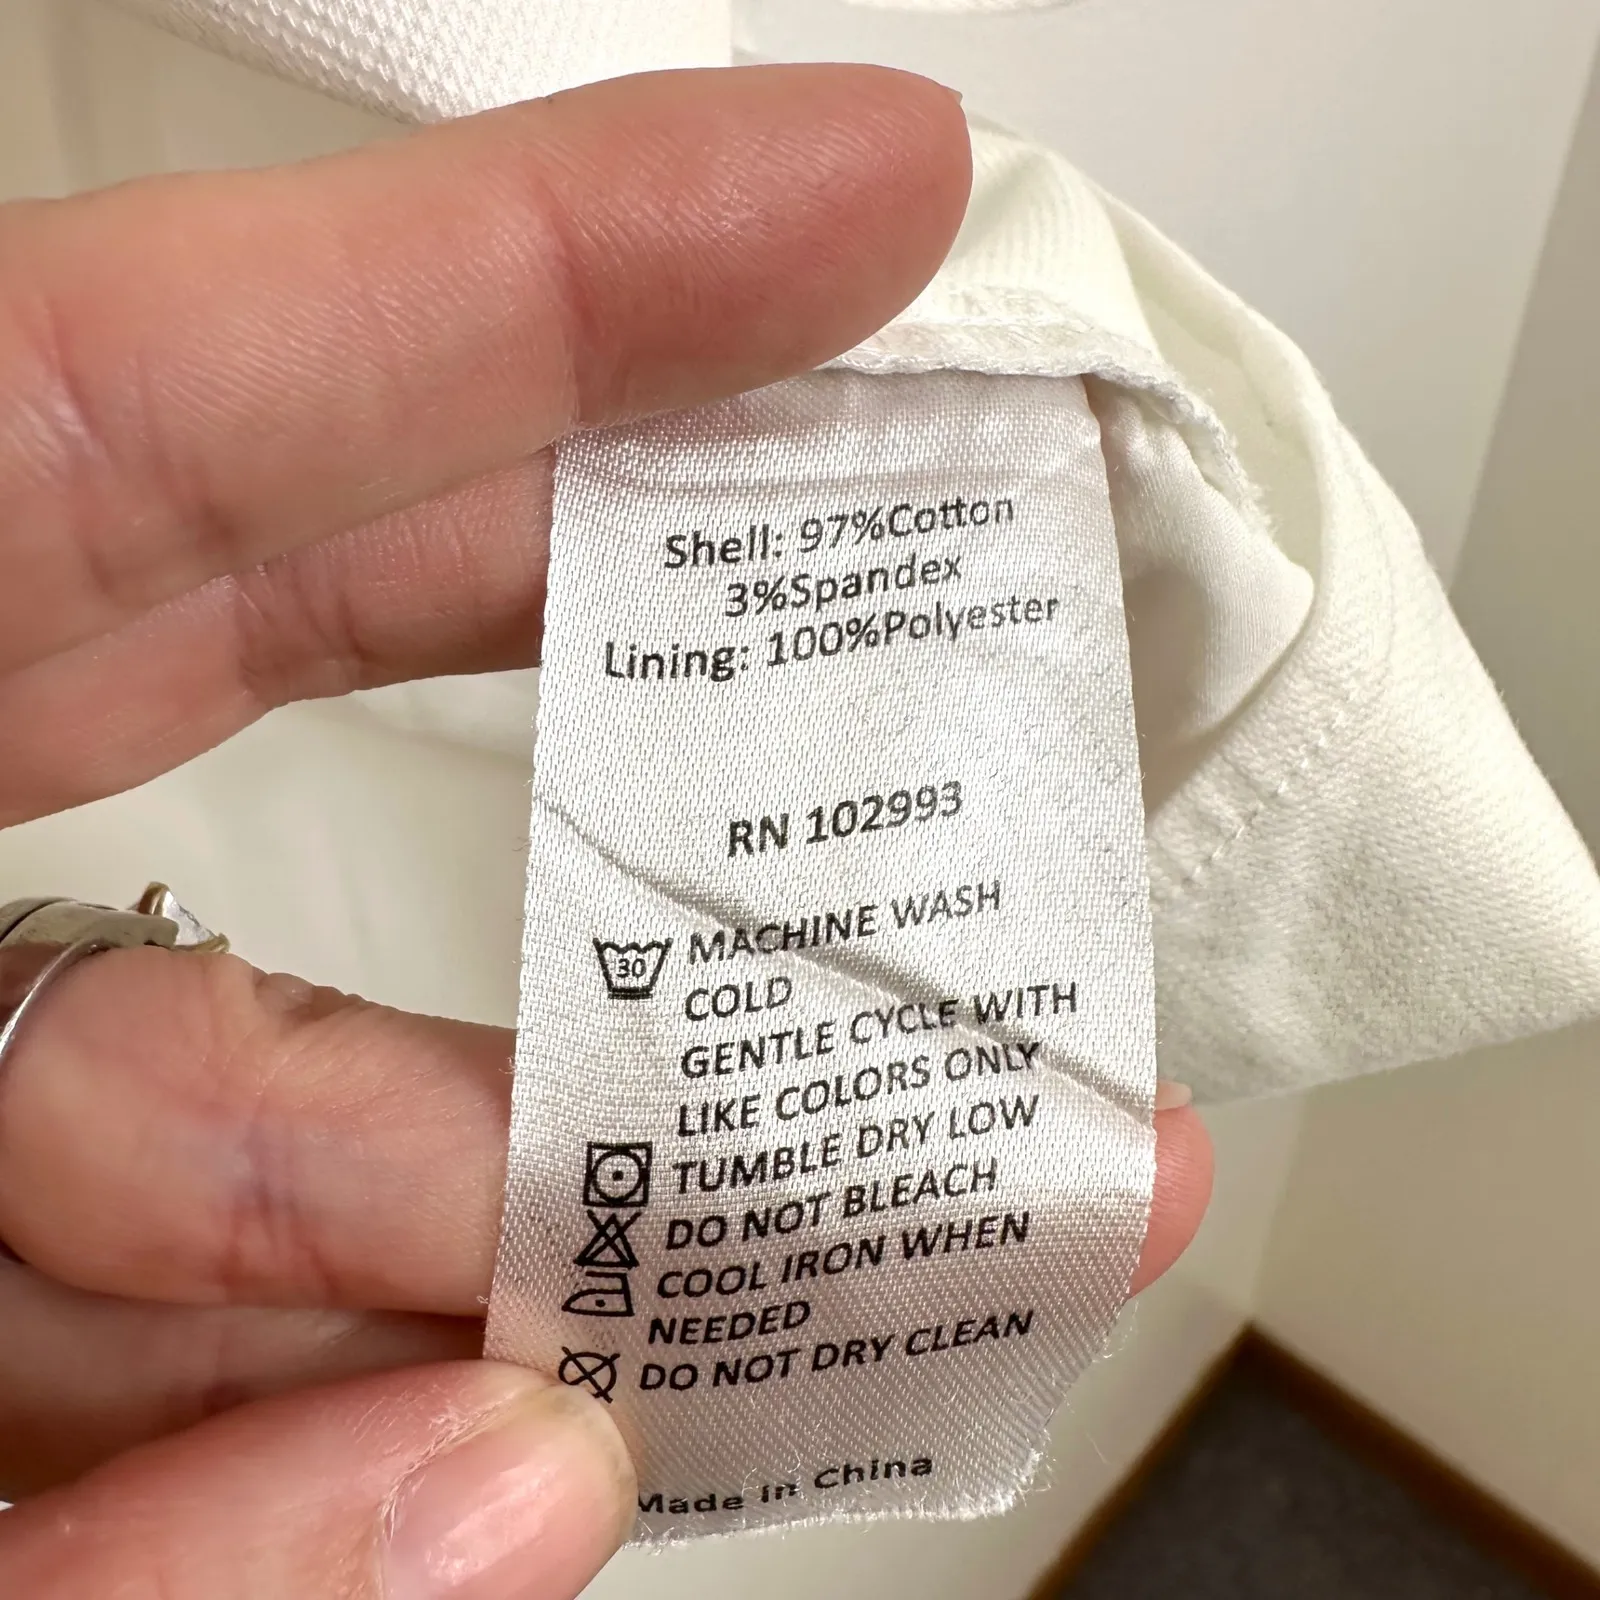 Shell: 97%Cotton
3%Spandex
Lining: 100%Polyester
RN 102993
30 MACHINE WASH
COLD
GENTLE CYCLE WITH
LIKE COLORS ONLY
TUMBLE DRY LOW
DO NOT BLEACH
COOL IRON WHEN
NEEDED
DO NOT DRY CLEAN
Made in China